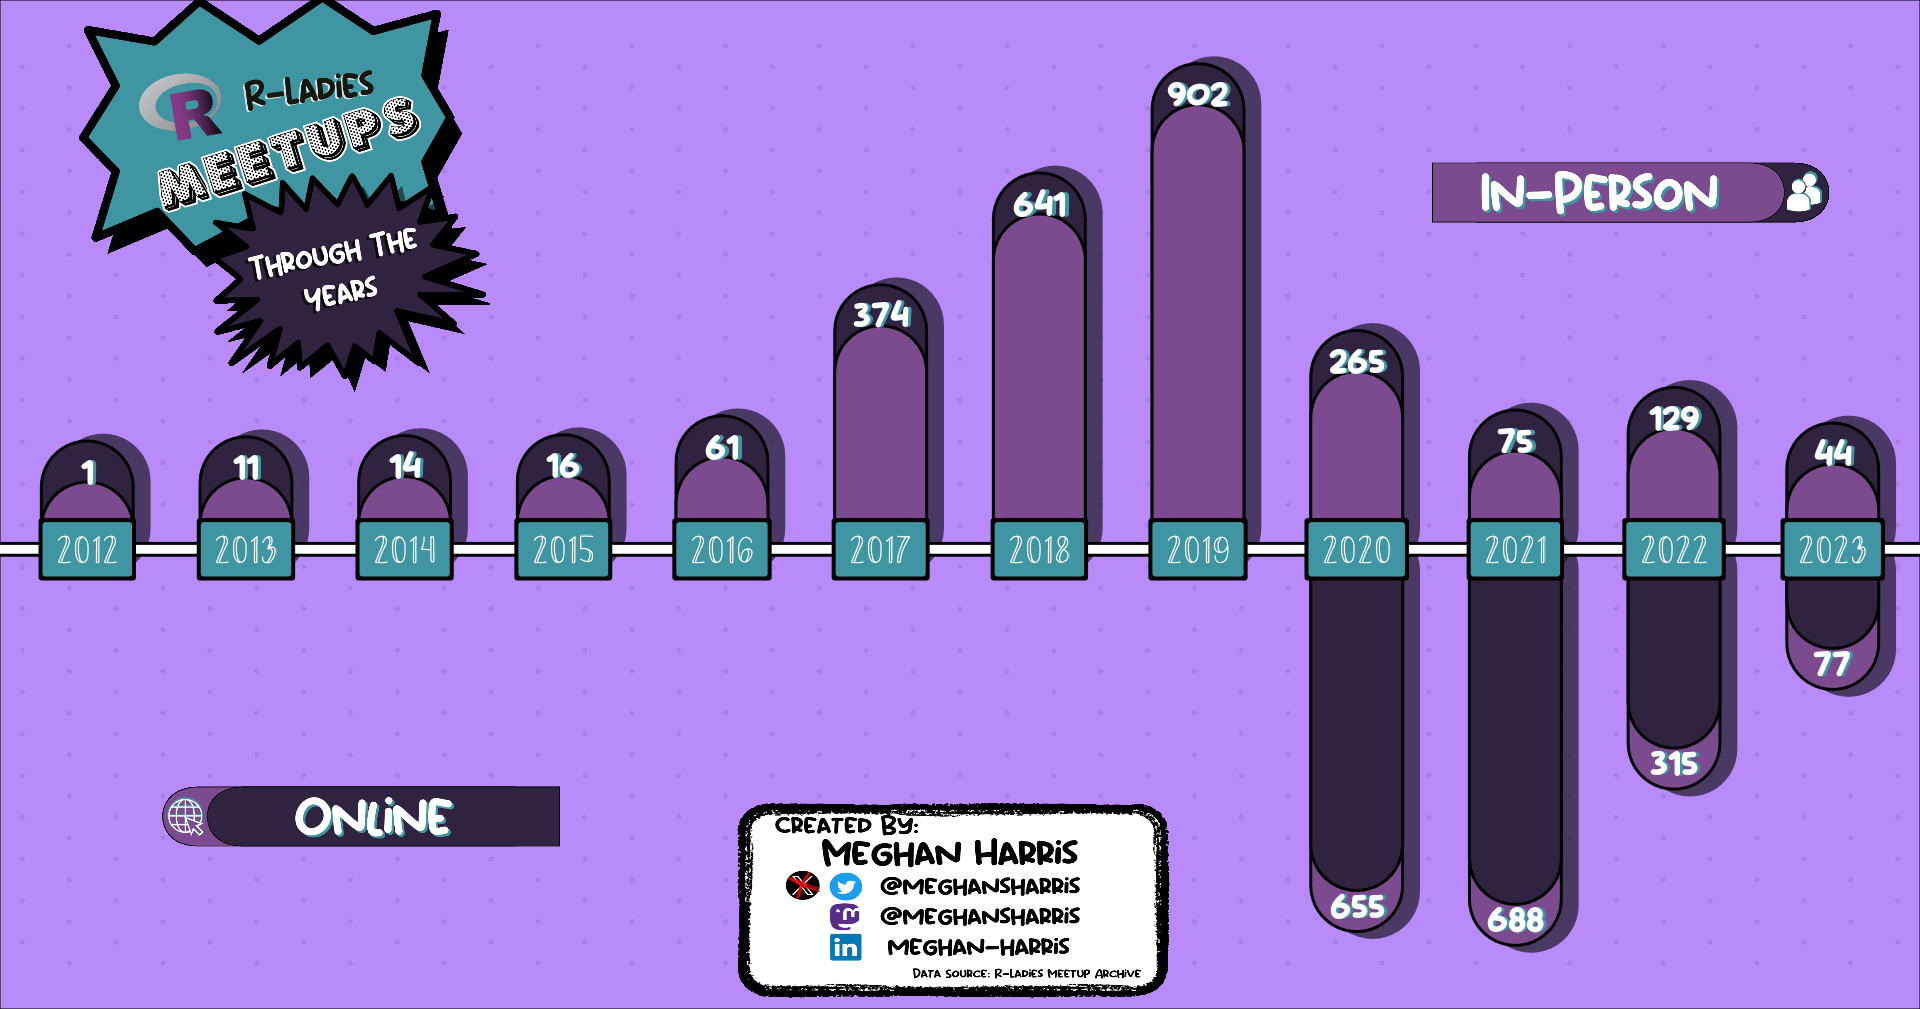 R
R-LADIES
MEETUPS
THROUGH THE
YEARS
902
IN-PERSON
641
374
265
129
75
61
44
1
11
14
16
2012
2013
2014
2015
2016
2017
2018
2019
2020
2021
2022
2023
77
315
655
688
ONLINE
CREATED BY:
MEGHAN HARRIS
X
@MEGHANSHARRIS
m
@MEGHANSHARRIS
in
MEGHAN-HARRIS
DATA SOURCE: R-LADIES MEETUP ARCHIVE